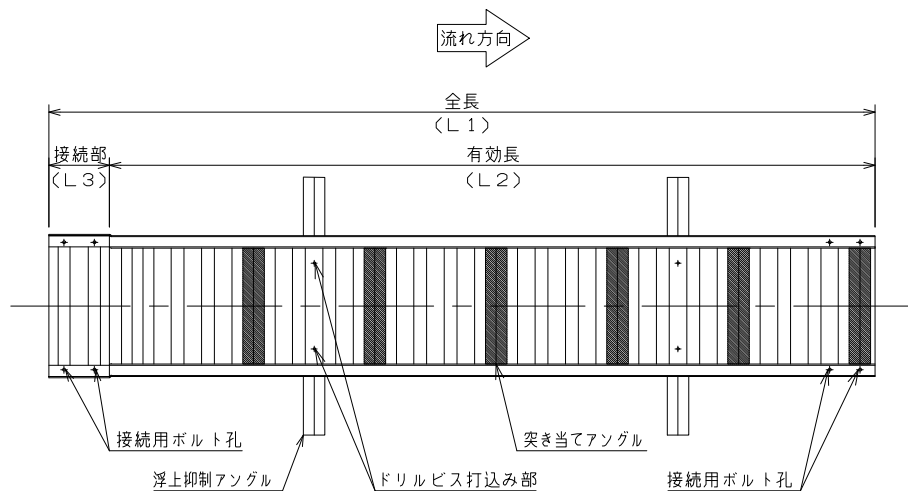 流れ方向
全長
(L1)
接続部
(L3)
有効長
(L2)
接続用ボルト孔
突き当てアングル
浮上抑制アングル
ドリルビス打込み部
接続用ボルト孔